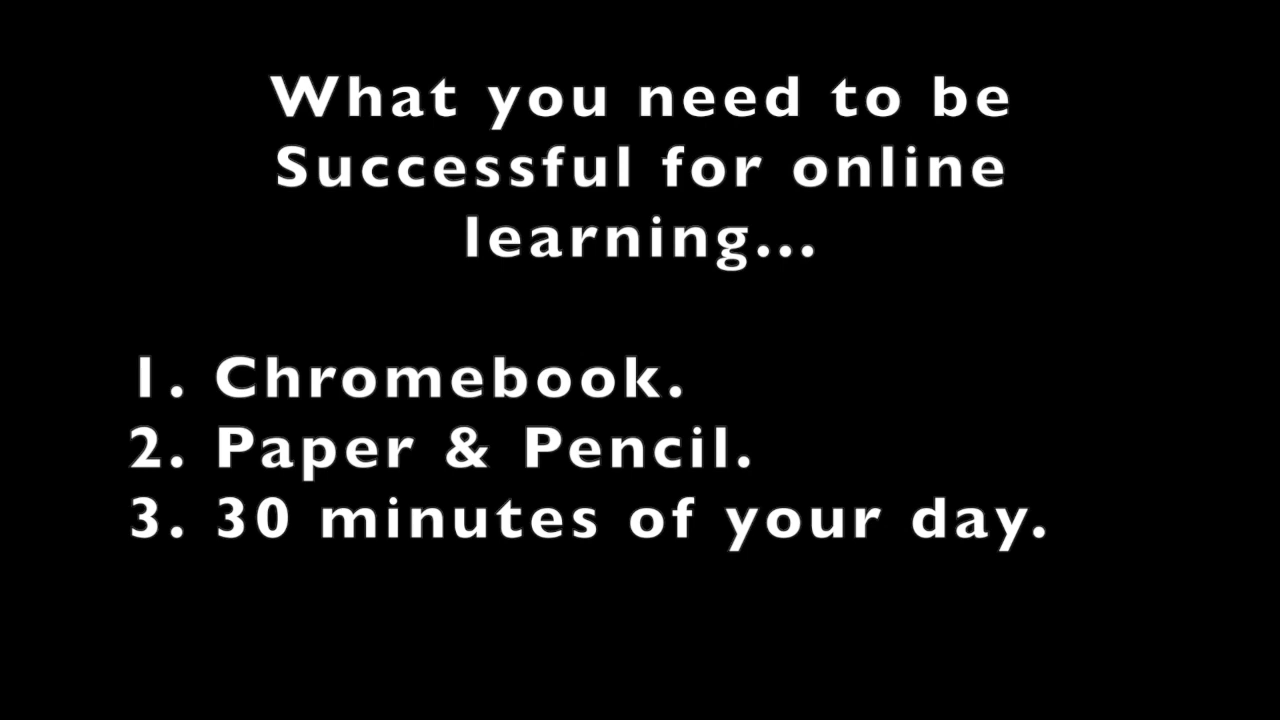 What you need to be
Successful for online
learning...
1. Chromebook.
2. Paper & Pencil.
3. 30 minutes of your day.